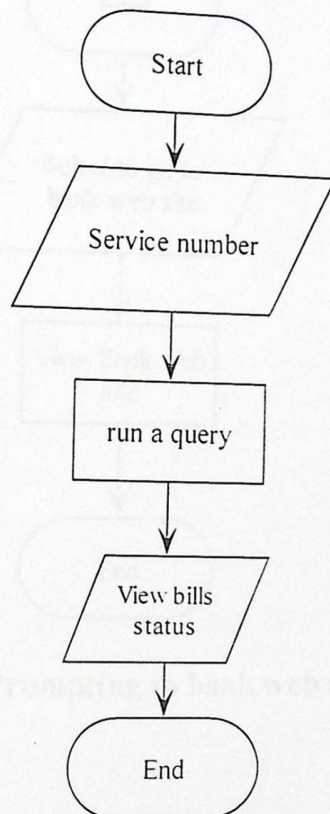 Start
Service number
run a query
View bills
status
End